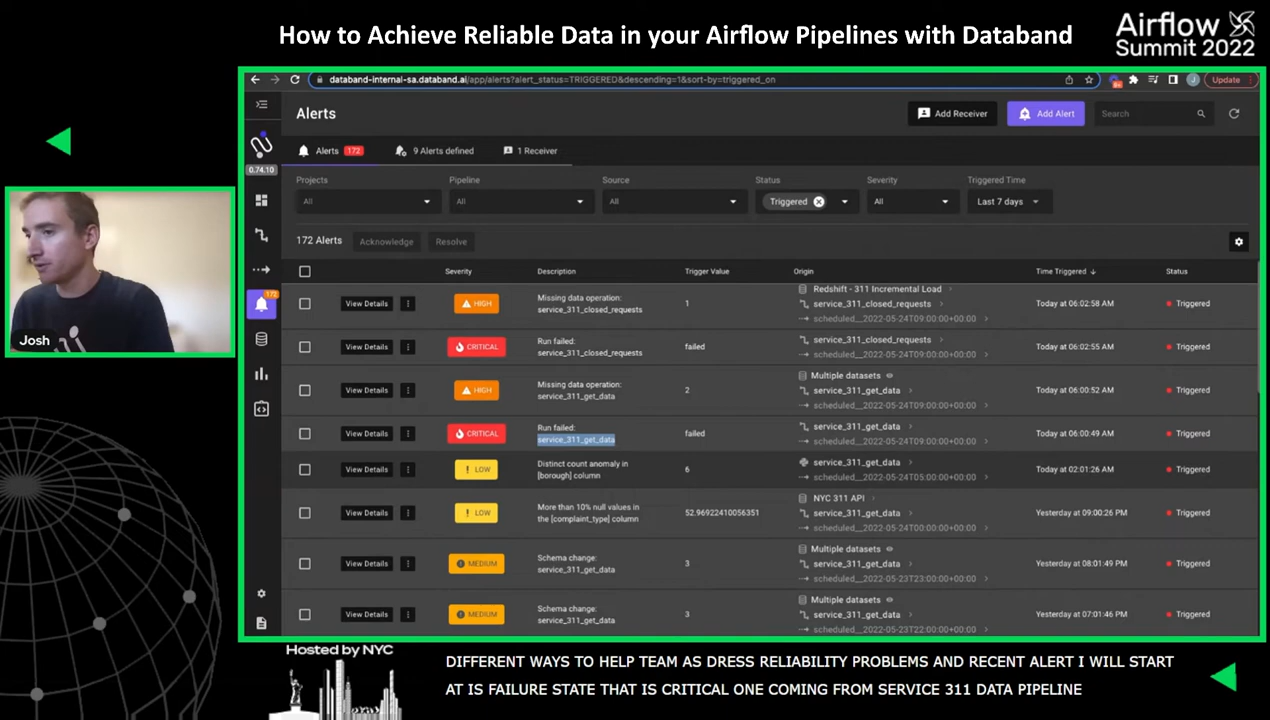 How to Achieve Reliable Data in your Airflow Pipelines with Databand
Airflow
Summit 2022
databand-internal-sa.databand.ai/app/alerts?alert_status=TRIGGERED&descending=1&sort-by=triggered_on
J
Update
Alerts
Add Receiver
Add Alert
Search
0.74.10
Alerts 172
9 Alerts defined
1 Receiver
Projects
Pipeline
Source
Status
Severity
Triggered Time
All
All
All
Triggered
All
Last 7 days
172 Alerts
Acknowledge
Resolve
172
Severity
Description
Trigger Value
Origin
Time Triggered
Status
View Details
HIGH
Missing data operation:
service_311_closed_requests
1
Redshift - 311 Incremental Load
service_311_closed_requests
scheduled__2022-05-24T09:00:00+00:00
Today at 06:02:58 AM
Triggered
View Details
CRITICAL
Run failed:
service_311_closed_requests
failed
service_311_closed_requests
scheduled__2022-05-24T09:00:00+00:00
Today at 06:02:55 AM
Triggered
View Details
HIGH
Missing data operation:
service_311_get_data
2
Multiple datasets
service_311_get_data
scheduled__2022-05-24T09:00:00+00:00
Today at 06:00:52 AM
Triggered
View Details
CRITICAL
Run failed:
service_311_get_data
failed
service_311_get_data
scheduled__2022-05-24T09:00:00+00:00
Today at 06:00:49 AM
Triggered
View Details
LOW
Distinct count anomaly in
[borough] column
6
service_311_get_data
scheduled__2022-05-24T05:00:00+00:00
Today at 02:01:26 AM
Triggered
View Details
LOW
More than 10% null values in
the [complaint_type] column
52.96922410056351
NYC 311 API
service_311_get_data
scheduled__2022-05-24T00:00:00+00:00
Yesterday at 09:00:26 PM
Triggered
View Details
MEDIUM
Schema change:
service_311_get_data
3
Multiple datasets
service_311_get_data
scheduled__2022-05-23T23:00:00+00:00
Yesterday at 08:01:49 PM
Triggered
View Details
MEDIUM
Schema change:
service_311_get_data
3
Multiple datasets
service_311_get_data
scheduled__2022-05-23T22:00:00+00:00
Yesterday at 07:01:46 PM
Triggered
Josh
Hosted by NYC
DIFFERENT WAYS TO HELP TEAM AS DRESS RELIABILITY PROBLEMS AND RECENT ALERT I WILL START
AT IS FAILURE STATE THAT IS CRITICAL ONE COMING FROM SERVICE 311 DATA PIPELINE